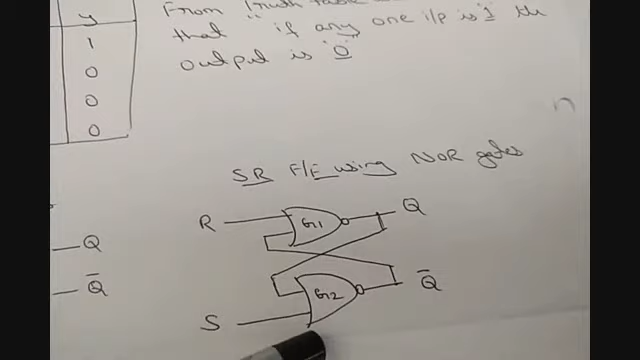 From Truth table
that "if any one i/p is '1' the
output is '0'
y
1
0
0
0
SR F/F using NOR gates
R
G1
Q
Q
Q̅
G2
Q̅
S